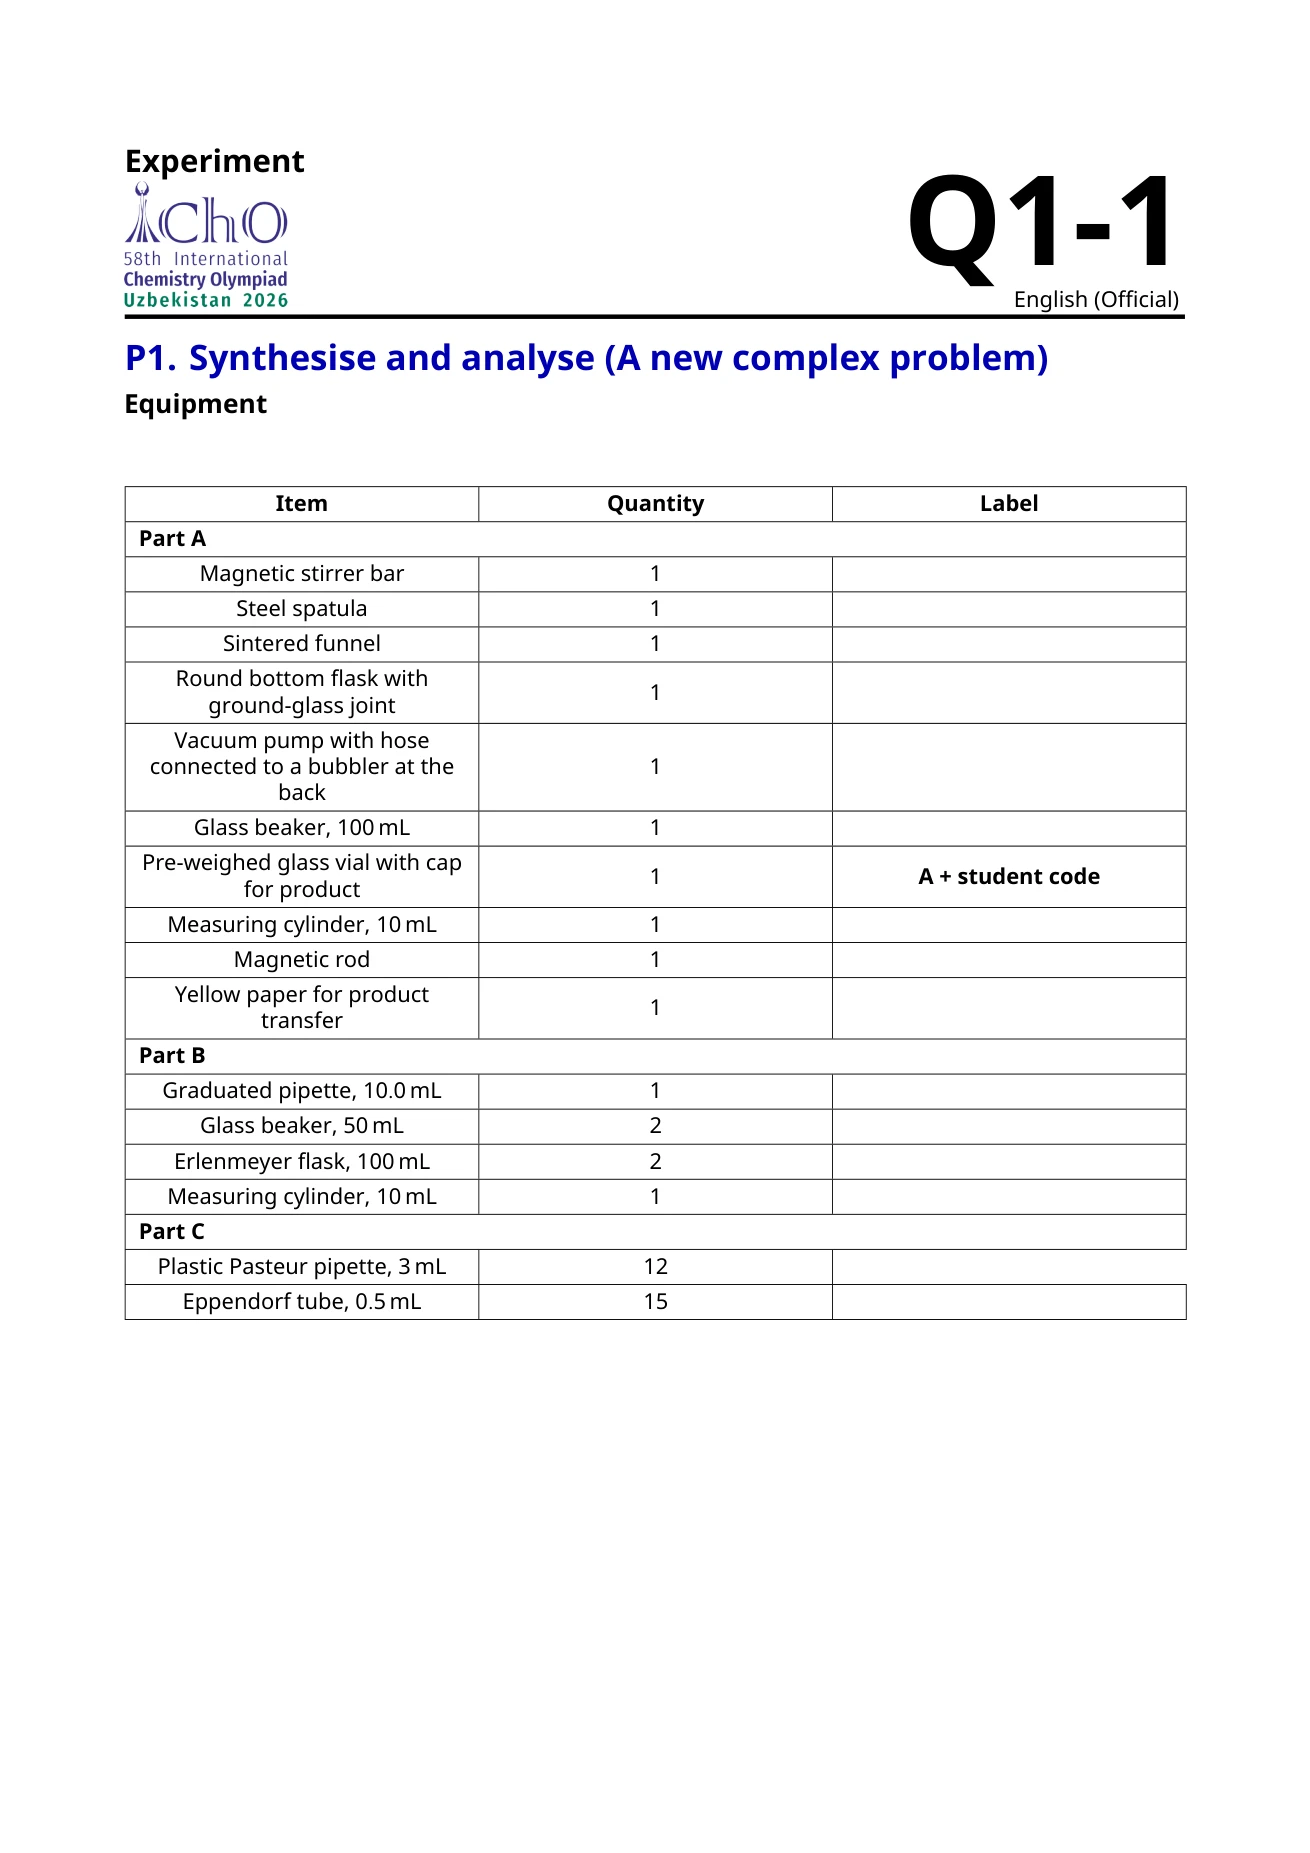 Experiment
IChO
58th International
Chemistry Olympiad
Uzbekistan 2026
Q1-1
English (Official)
P1. Synthesise and analyse (A new complex problem)
Equipment
Item Quantity Label
Part A
Magnetic stirrer bar 1
Steel spatula 1
Sintered funnel 1
Round bottom flask with
ground-glass joint
1
Vacuum pump with hose
connected to a bubbler at the
back
1
Glass beaker, 100 mL 1
Pre-weighed glass vial with cap
for product
1 A + student code
Measuring cylinder, 10 mL 1
Magnetic rod 1
Yellow paper for product
transfer
1
Part B
Graduated pipette, 10.0 mL 1
Glass beaker, 50 mL 2
Erlenmeyer flask, 100 mL 2
Measuring cylinder, 10 mL 1
Part C
Plastic Pasteur pipette, 3 mL 12
Eppendorf tube, 0.5 mL 15